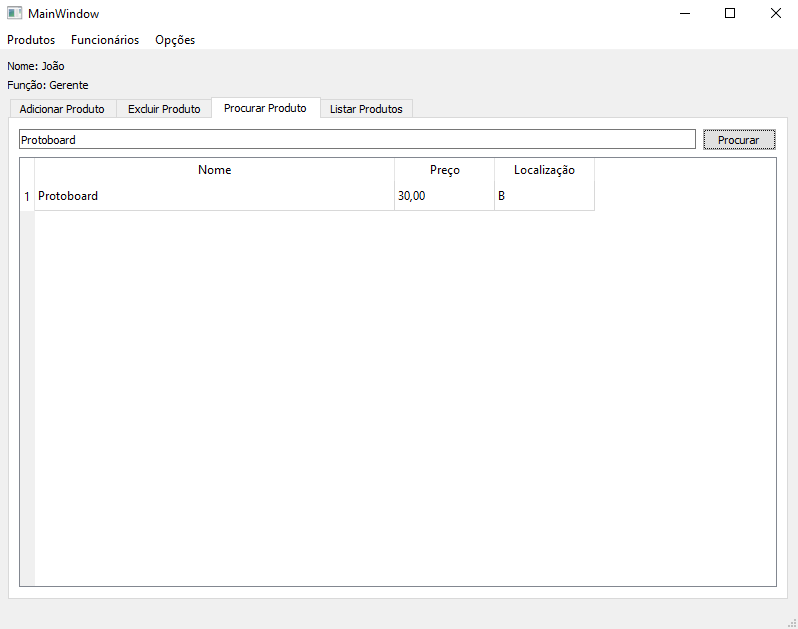 MainWindow
Produtos Funcionários Opções
Nome: João
Função: Gerente
Adicionar Produto Excluir Produto Procurar Produto Listar Produtos
Protoboard Procurar
Nome Preço Localização
1 Protoboard 30,00 B